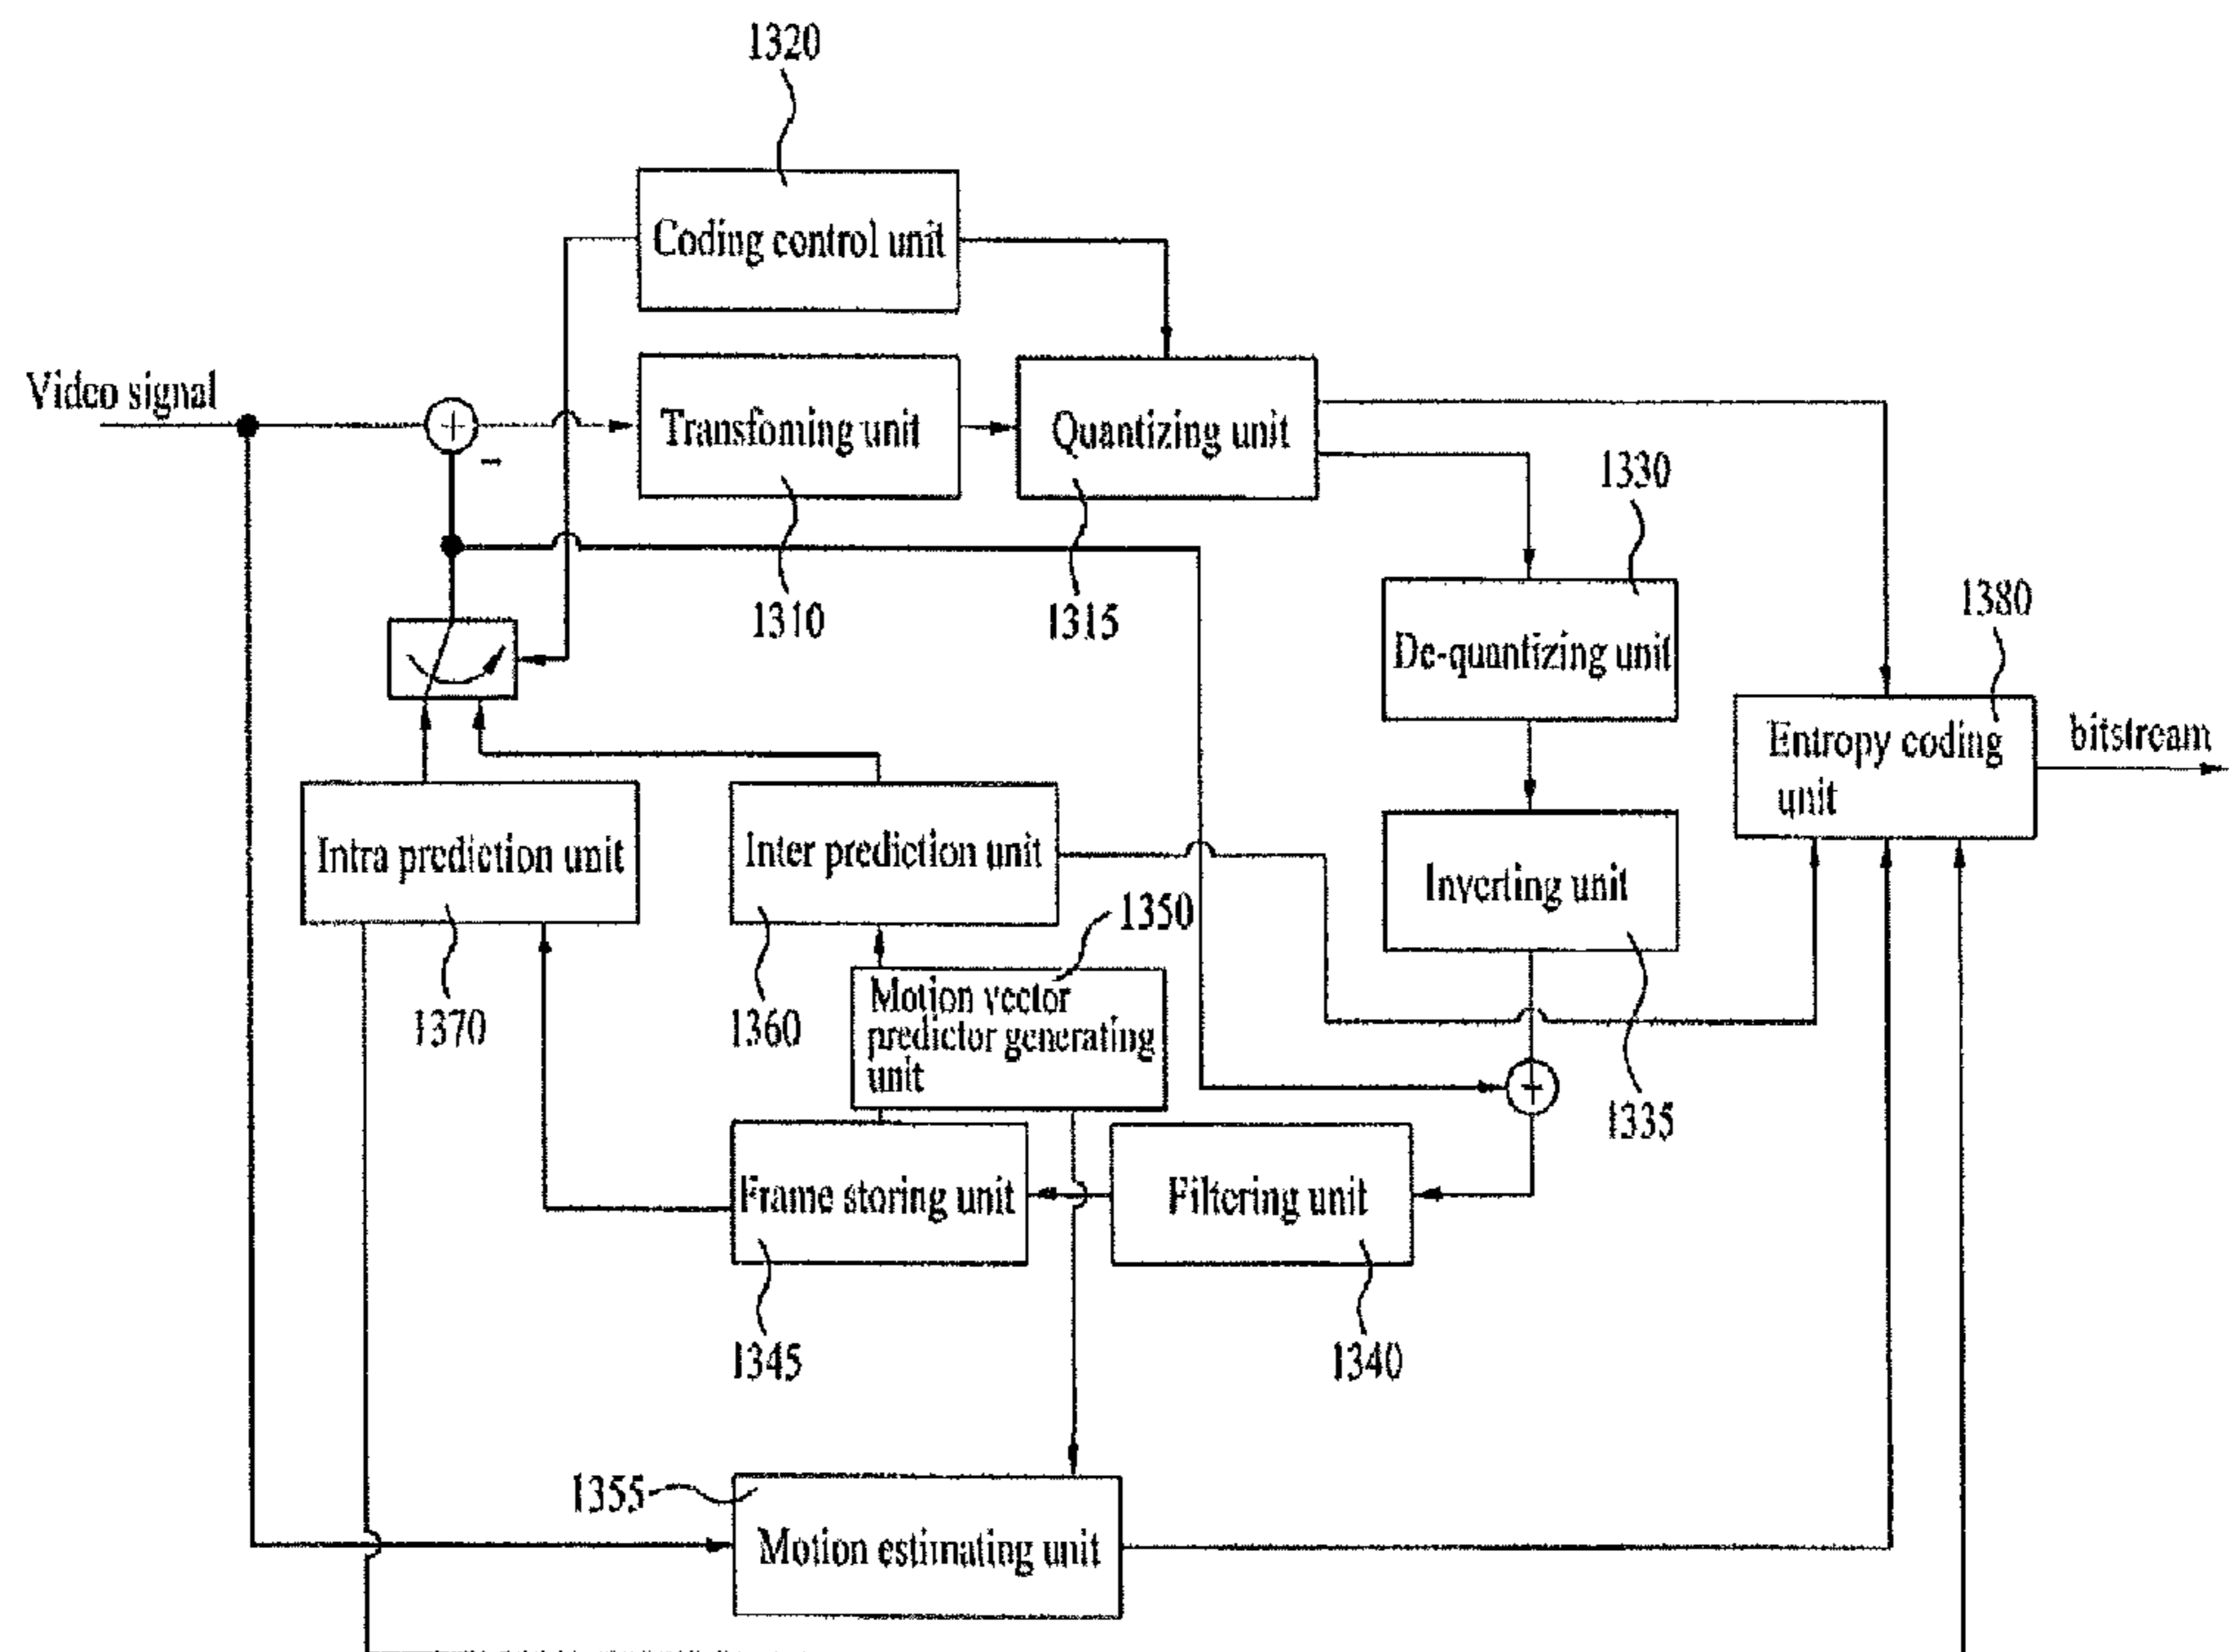 1320
Coding control unit
Video signal
+
-
Transfoming unit
Quantizing unit
1330
1310
1315
De-quantizing unit
1380
Entropy coding
unit
bitstream
Intra prediction unit
Inter prediction unit
Inverting unit
1350
1370
1360
Motion vector
predictor generating
unit
+
1335
Frame storing unit
Filtering unit
1345
1340
1355
Motion estimating unit